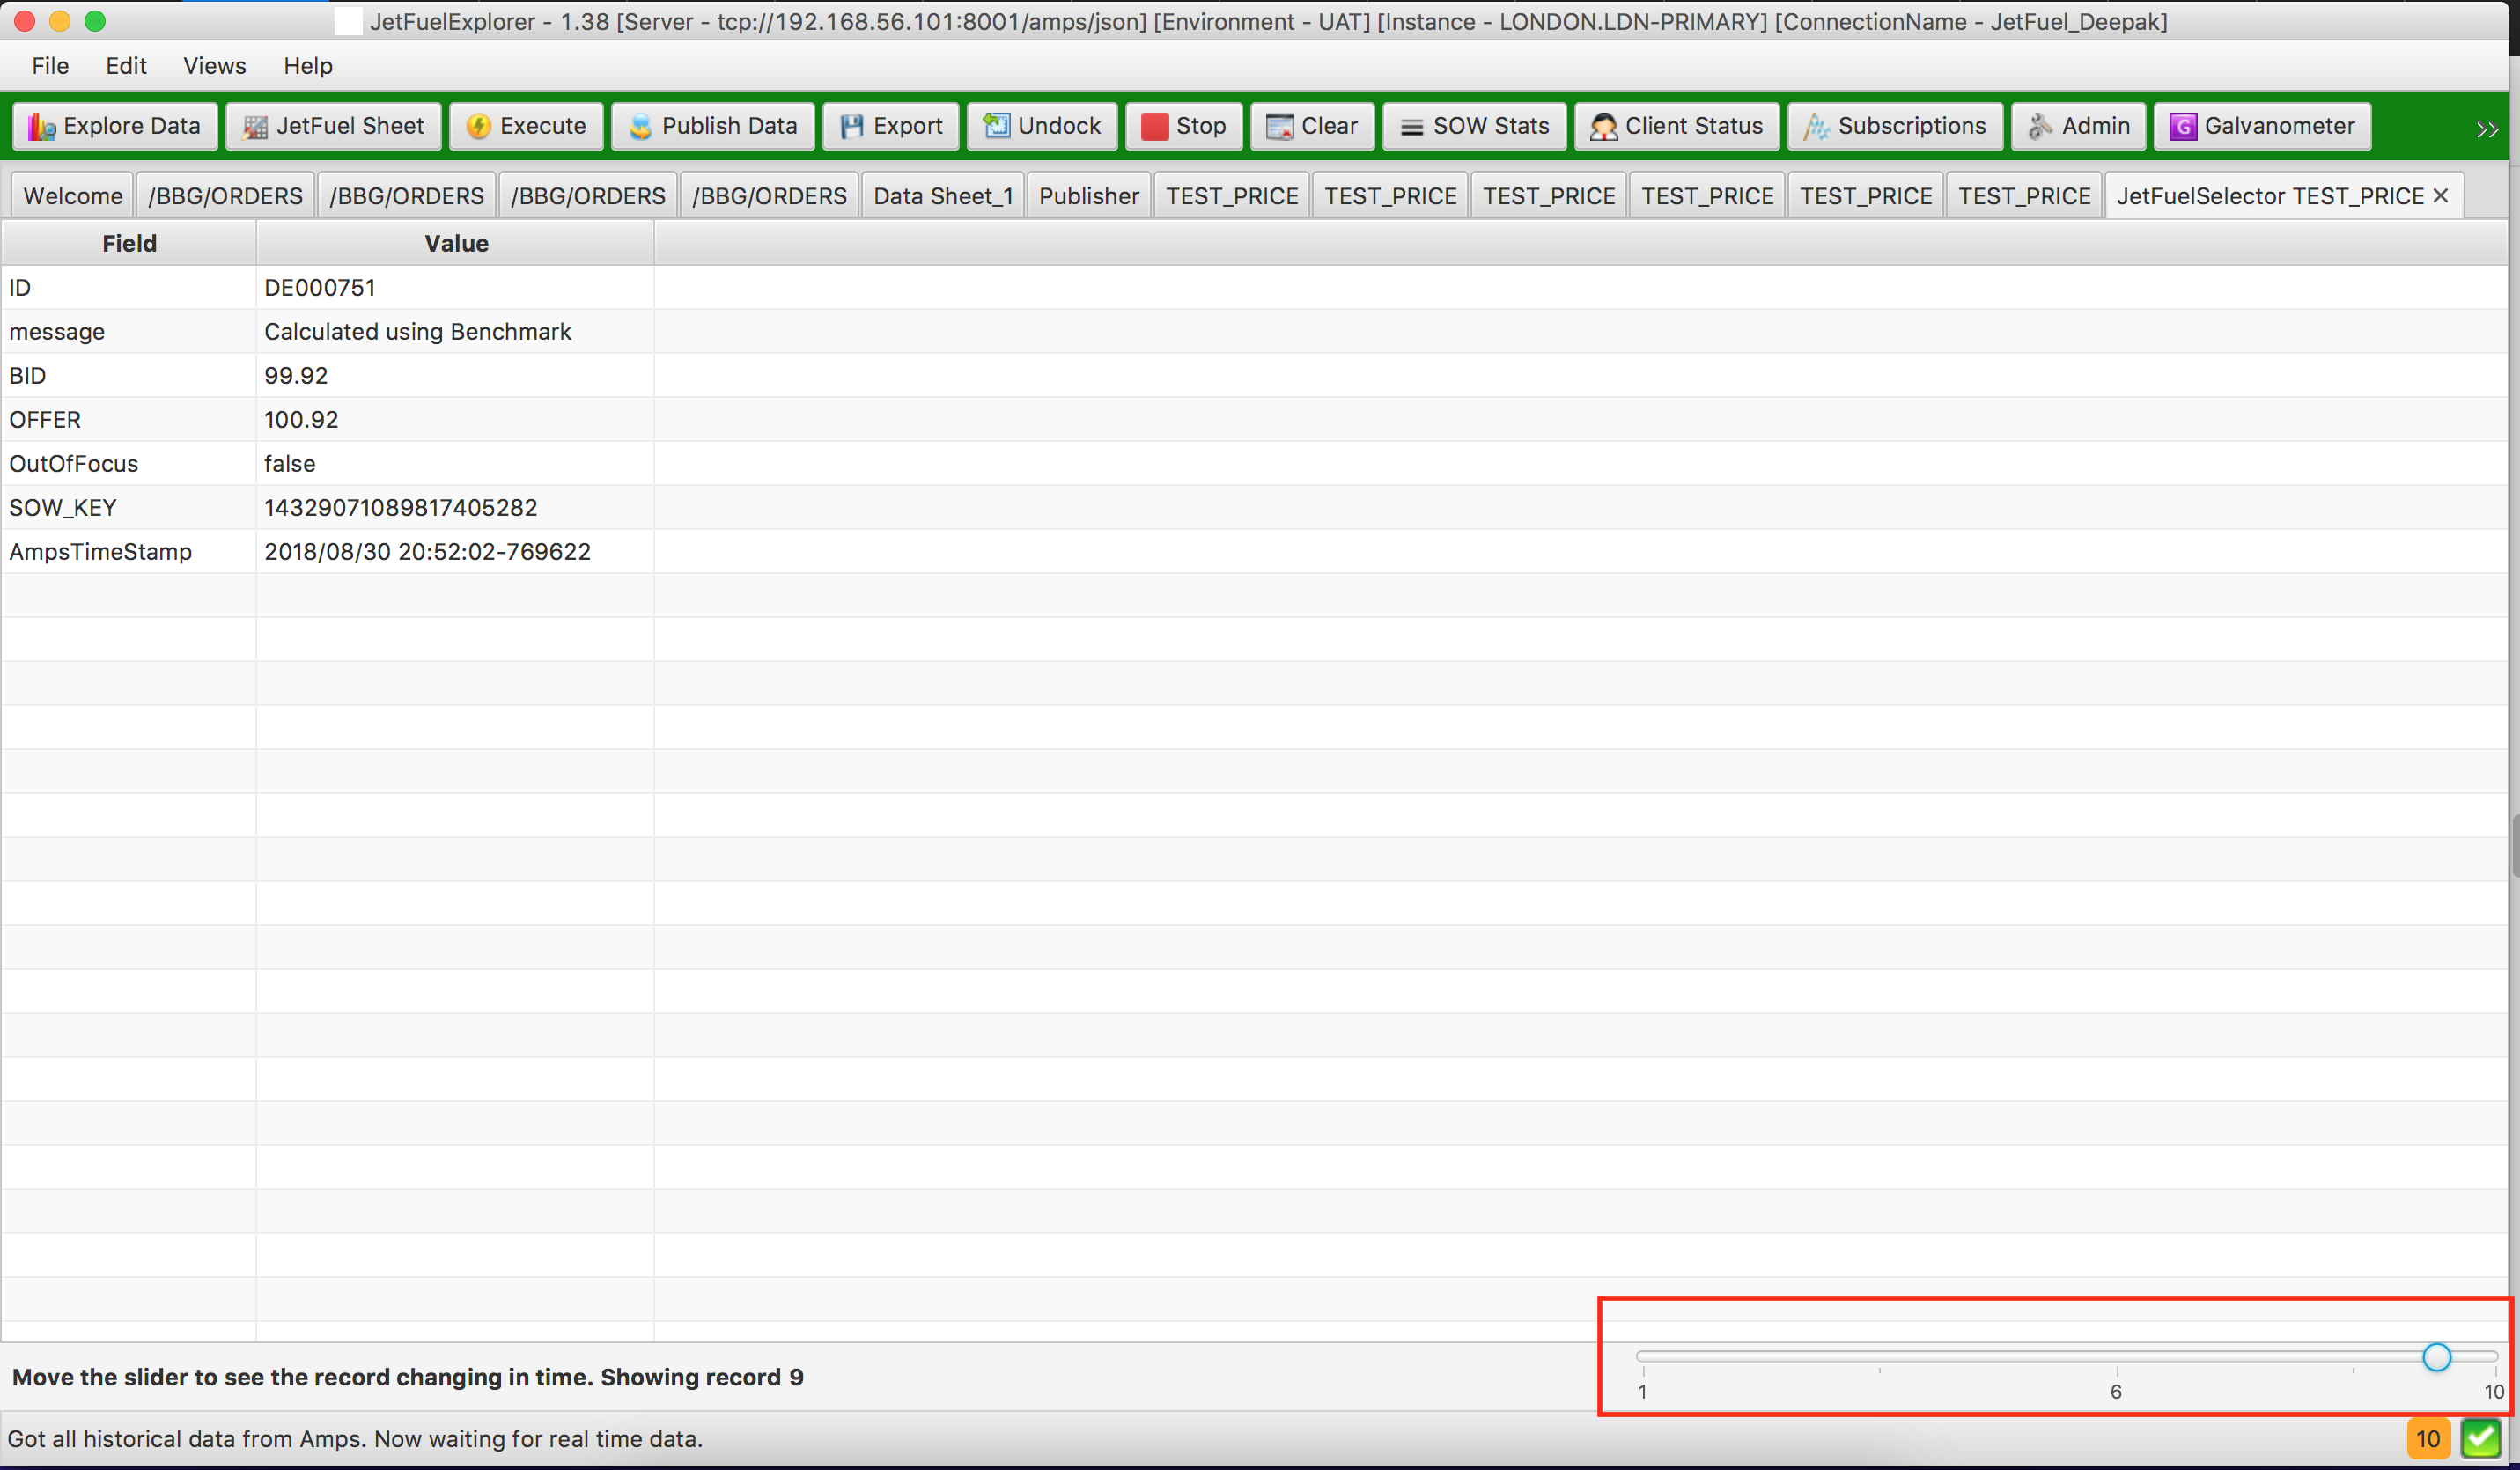 JetFuelExplorer - 1.38 [Server - tcp://192.168.56.101:8001/amps/json] [Environment - UAT] [Instance - LONDON.LDN-PRIMARY] [ConnectionName - JetFuel_Deepak]
File Edit Views Help
Explore Data JetFuel Sheet Execute Publish Data Export Undock Stop Clear SOW Stats Client Status Subscriptions Admin G Galvanometer
Welcome /BBG/ORDERS /BBG/ORDERS /BBG/ORDERS /BBG/ORDERS Data Sheet_1 Publisher TEST_PRICE TEST_PRICE TEST_PRICE TEST_PRICE TEST_PRICE TEST_PRICE JetFuelSelector TEST_PRICE
Field Value
ID DE000751
message Calculated using Benchmark
BID 99.92
OFFER 100.92
OutOfFocus false
SOW_KEY 14329071089817405282
AmpsTimeStamp 2018/08/30 20:52:02-769622
Move the slider to see the record changing in time. Showing record 9
1 6 10
Got all historical data from Amps. Now waiting for real time data.
10